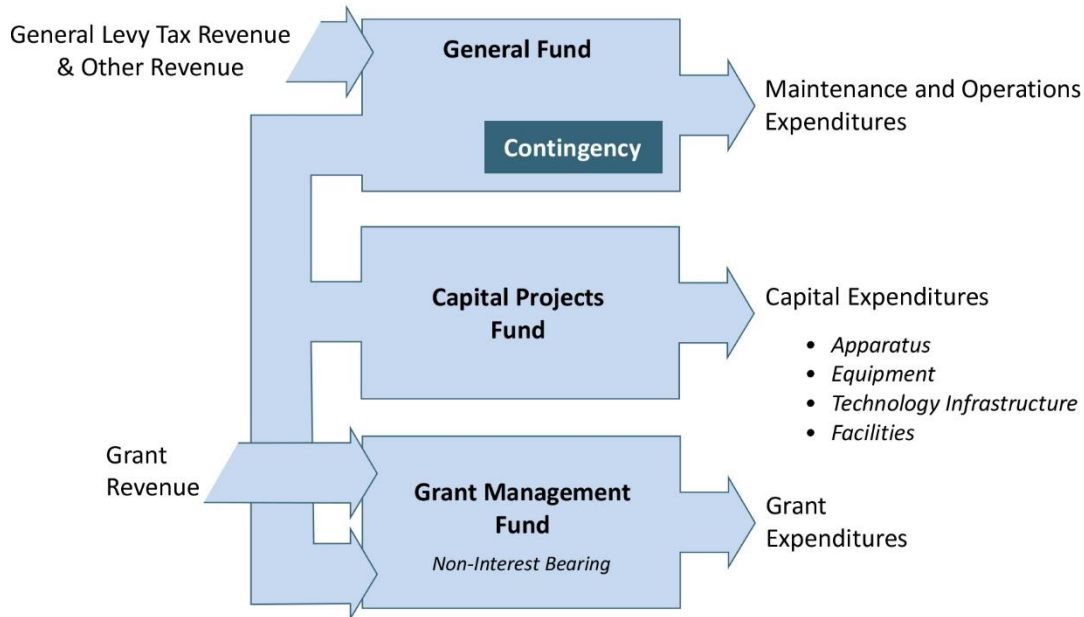 General Levy Tax Revenue
& Other Revenue
General Fund
Contingency
Maintenance and Operations
Expenditures
Capital Projects
Fund
Capital Expenditures
• Apparatus
• Equipment
• Technology Infrastructure
• Facilities
Grant
Revenue
Grant Management
Fund
Non-Interest Bearing
Grant
Expenditures